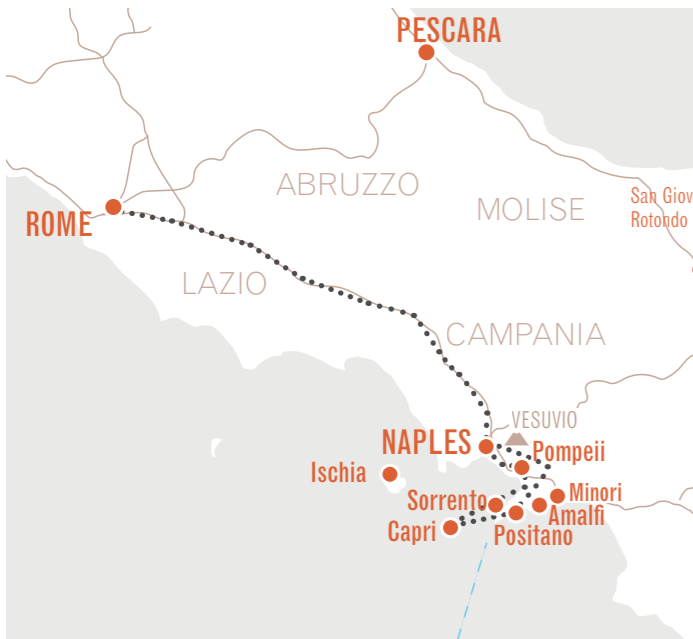 PESCARA
ABRUZZO
MOLISE
San Giov
Rotondo
ROME
LAZIO
CAMPANIA
VESUVIO
NAPLES
Pompeii
Ischia
Minori
Sorrento
Amalfi
Capri
Positano